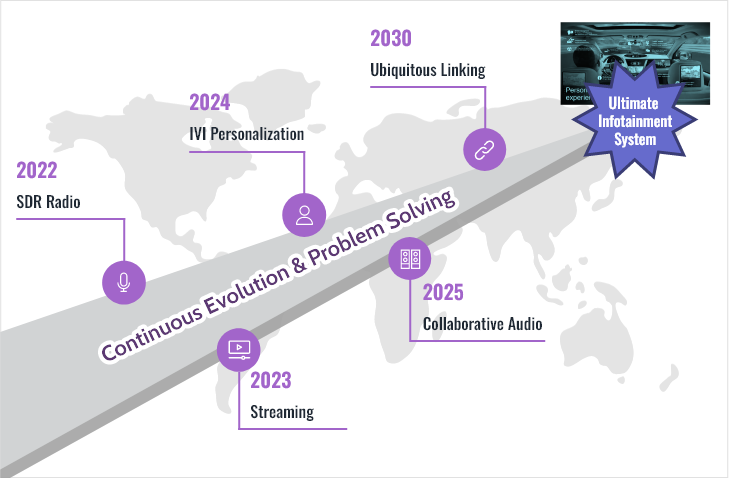 2030
Ubiquitous Linking
2024
IVI Personalization
2022
SDR Radio
Ultimate
Infotainment
System
Person
experier
Continuous Evolution & Problem Solving
2025
Collaborative Audio
2023
Streaming